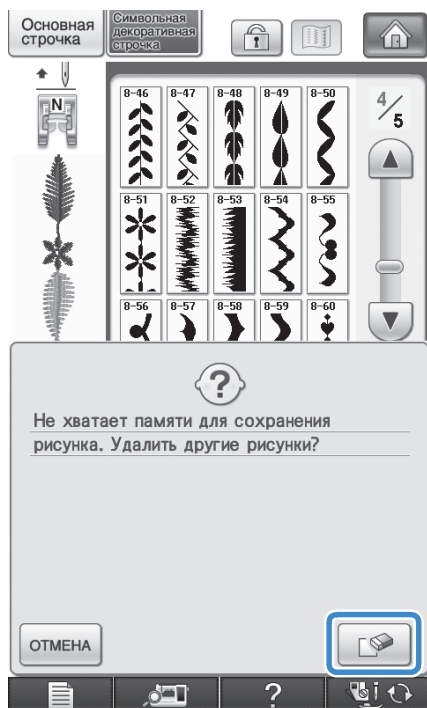 Основная
строчка
Символьная
декоративная
строчка
N
8-46 8-47 8-48 8-49 8-50
4/5
8-51 8-52 8-53 8-54 8-55
8-56 8-57 8-58 8-59 8-60
Не хватает памяти для сохранения
рисунка. Удалить другие рисунки?
ОТМЕНА